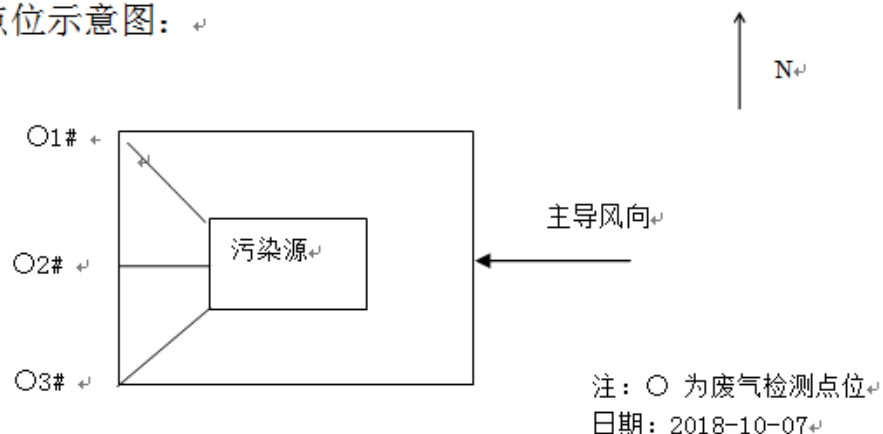 点位示意图：
N
○1#
主导风向
污染源
○2#
○3#
注：○ 为废气检测点位
日期：2018-10-07